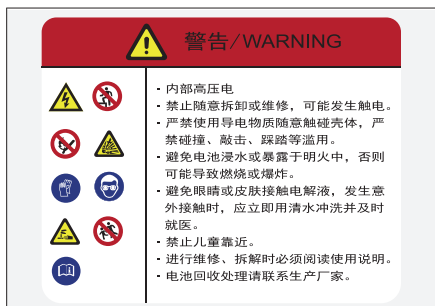 警告/WARNING
· 内部高压电
· 禁止随意拆卸或维修，可能发生触电。
· 严禁使用导电物质随意触碰壳体，严
禁碰撞、敲击、踩踏等滥用。
· 避免电池浸水或暴露于明火中，否则
可能导致燃烧或爆炸。
· 避免眼睛或皮肤接触电解液，发生意
外接触时，应立即用清水冲洗并及时
就医。
· 禁止儿童靠近。
· 进行维修、拆解时必须阅读使用说明。
· 电池回收处理请联系生产厂家。